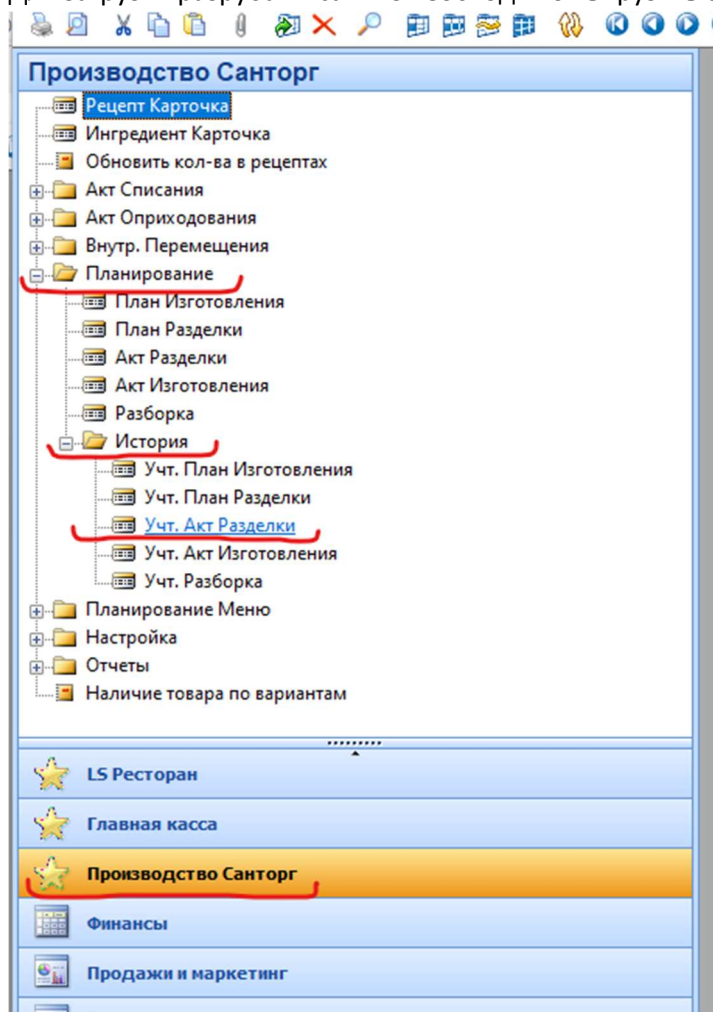 Производство Санторг
Рецепт Карточка
Ингредиент Карточка
Обновить кол-ва в рецептах
Акт Списания
Акт Оприходования
Внутр. Перемещения
Планирование
План Изготовления
План Разделки
Акт Разделки
Акт Изготовления
Разборка
История
Учт. План Изготовления
Учт. План Разделки
Учт. Акт Разделки
Учт. Акт Изготовления
Учт. Разборка
Планирование Меню
Настройка
Отчеты
Наличие товара по вариантам
LS Ресторан
Главная касса
Производство Санторг
Финансы
Продажи и маркетинг